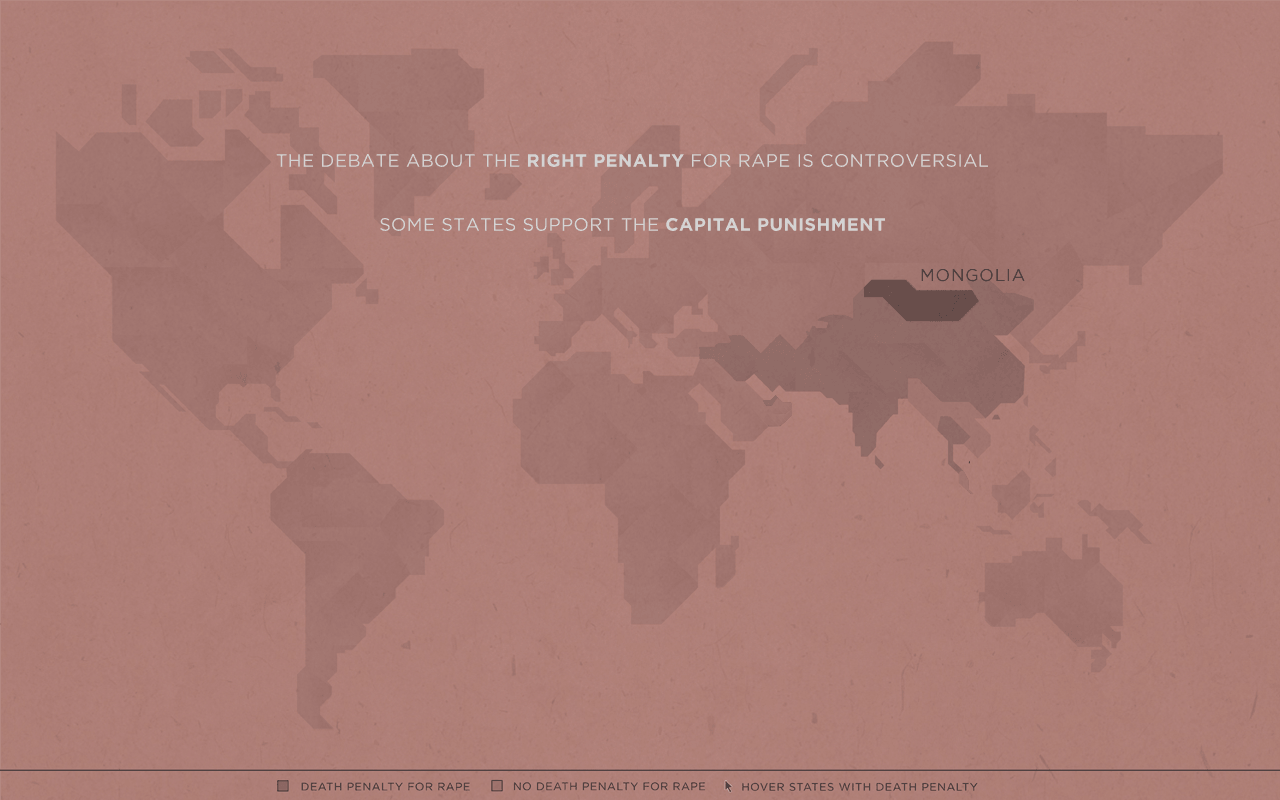 THE DEBATE ABOUT THE RIGHT PENALTY FOR RAPE IS CONTROVERSIAL
SOME STATES SUPPORT THE CAPITAL PUNISHMENT
MONGOLIA
DEATH PENALTY FOR RAPE
NO DEATH PENALTY FOR RAPE
HOVER STATES WITH DEATH PENALTY